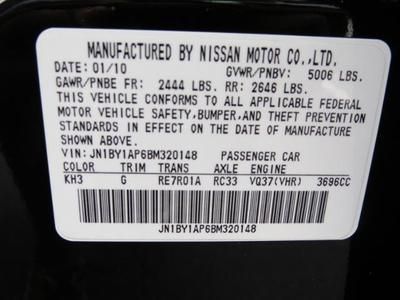 MANUFACTURED BY NISSAN MOTOR CO.,LTD.
DATE: 01/10 GVWR/PNBV: 5006 LBS.
GAWR/PNBE FR: 2444 LBS. RR: 2646 LBS.
THIS VEHICLE CONFORMS TO ALL APPLICABLE FEDERAL
MOTOR VEHICLE SAFETY, BUMPER, AND THEFT PREVENTION
STANDARDS IN EFFECT ON THE DATE OF MANUFACTURE
SHOWN ABOVE.
VIN: JN1BY1AP6BM320148 PASSENGER CAR
COLOR TRIM TRANS AXLE ENGINE
KH3 G RE7R01A RC33 VQ37(VHR) 3696CC
JN1BY1AP6BM320148